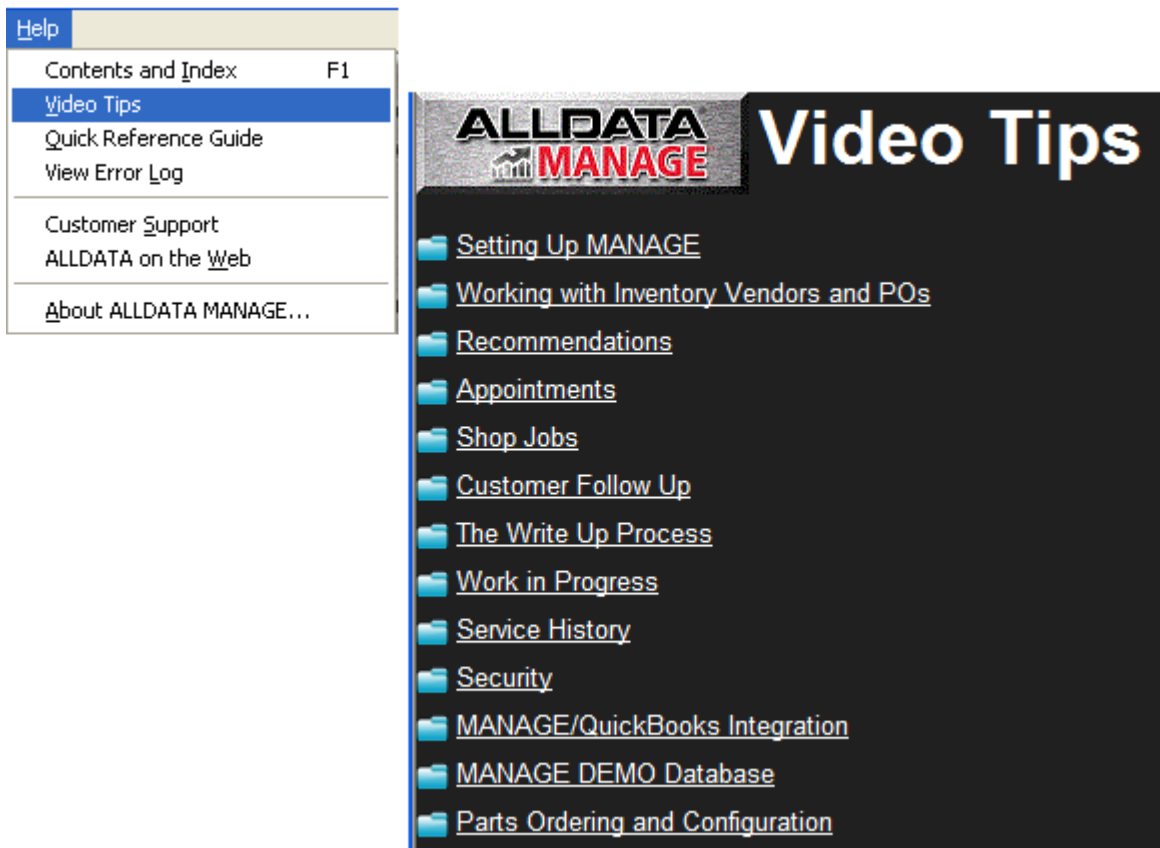 Help
Contents and Index F1
Video Tips
Quick Reference Guide
View Error Log
Customer Support
ALLDATA on the Web
About ALLDATA MANAGE...
ALLDATA
MANAGE
Video Tips
Setting Up MANAGE
Working with Inventory Vendors and POs
Recommendations
Appointments
Shop Jobs
Customer Follow Up
The Write Up Process
Work in Progress
Service History
Security
MANAGE/QuickBooks Integration
MANAGE DEMO Database
Parts Ordering and Configuration